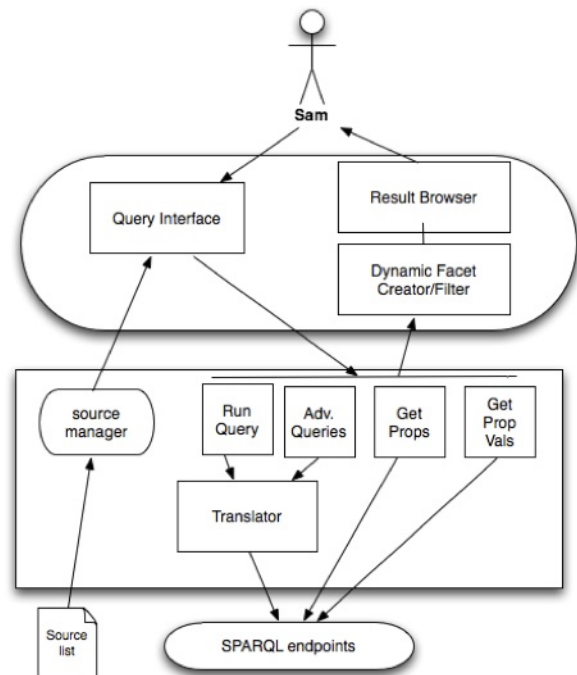 Sam
Query Interface
Result Browser
Dynamic Facet
Creator/Filter
source
manager
Run
Query
Adv.
Queries
Get
Props
Get
Prop
Vals
Translator
Source
list
SPARQL endpoints